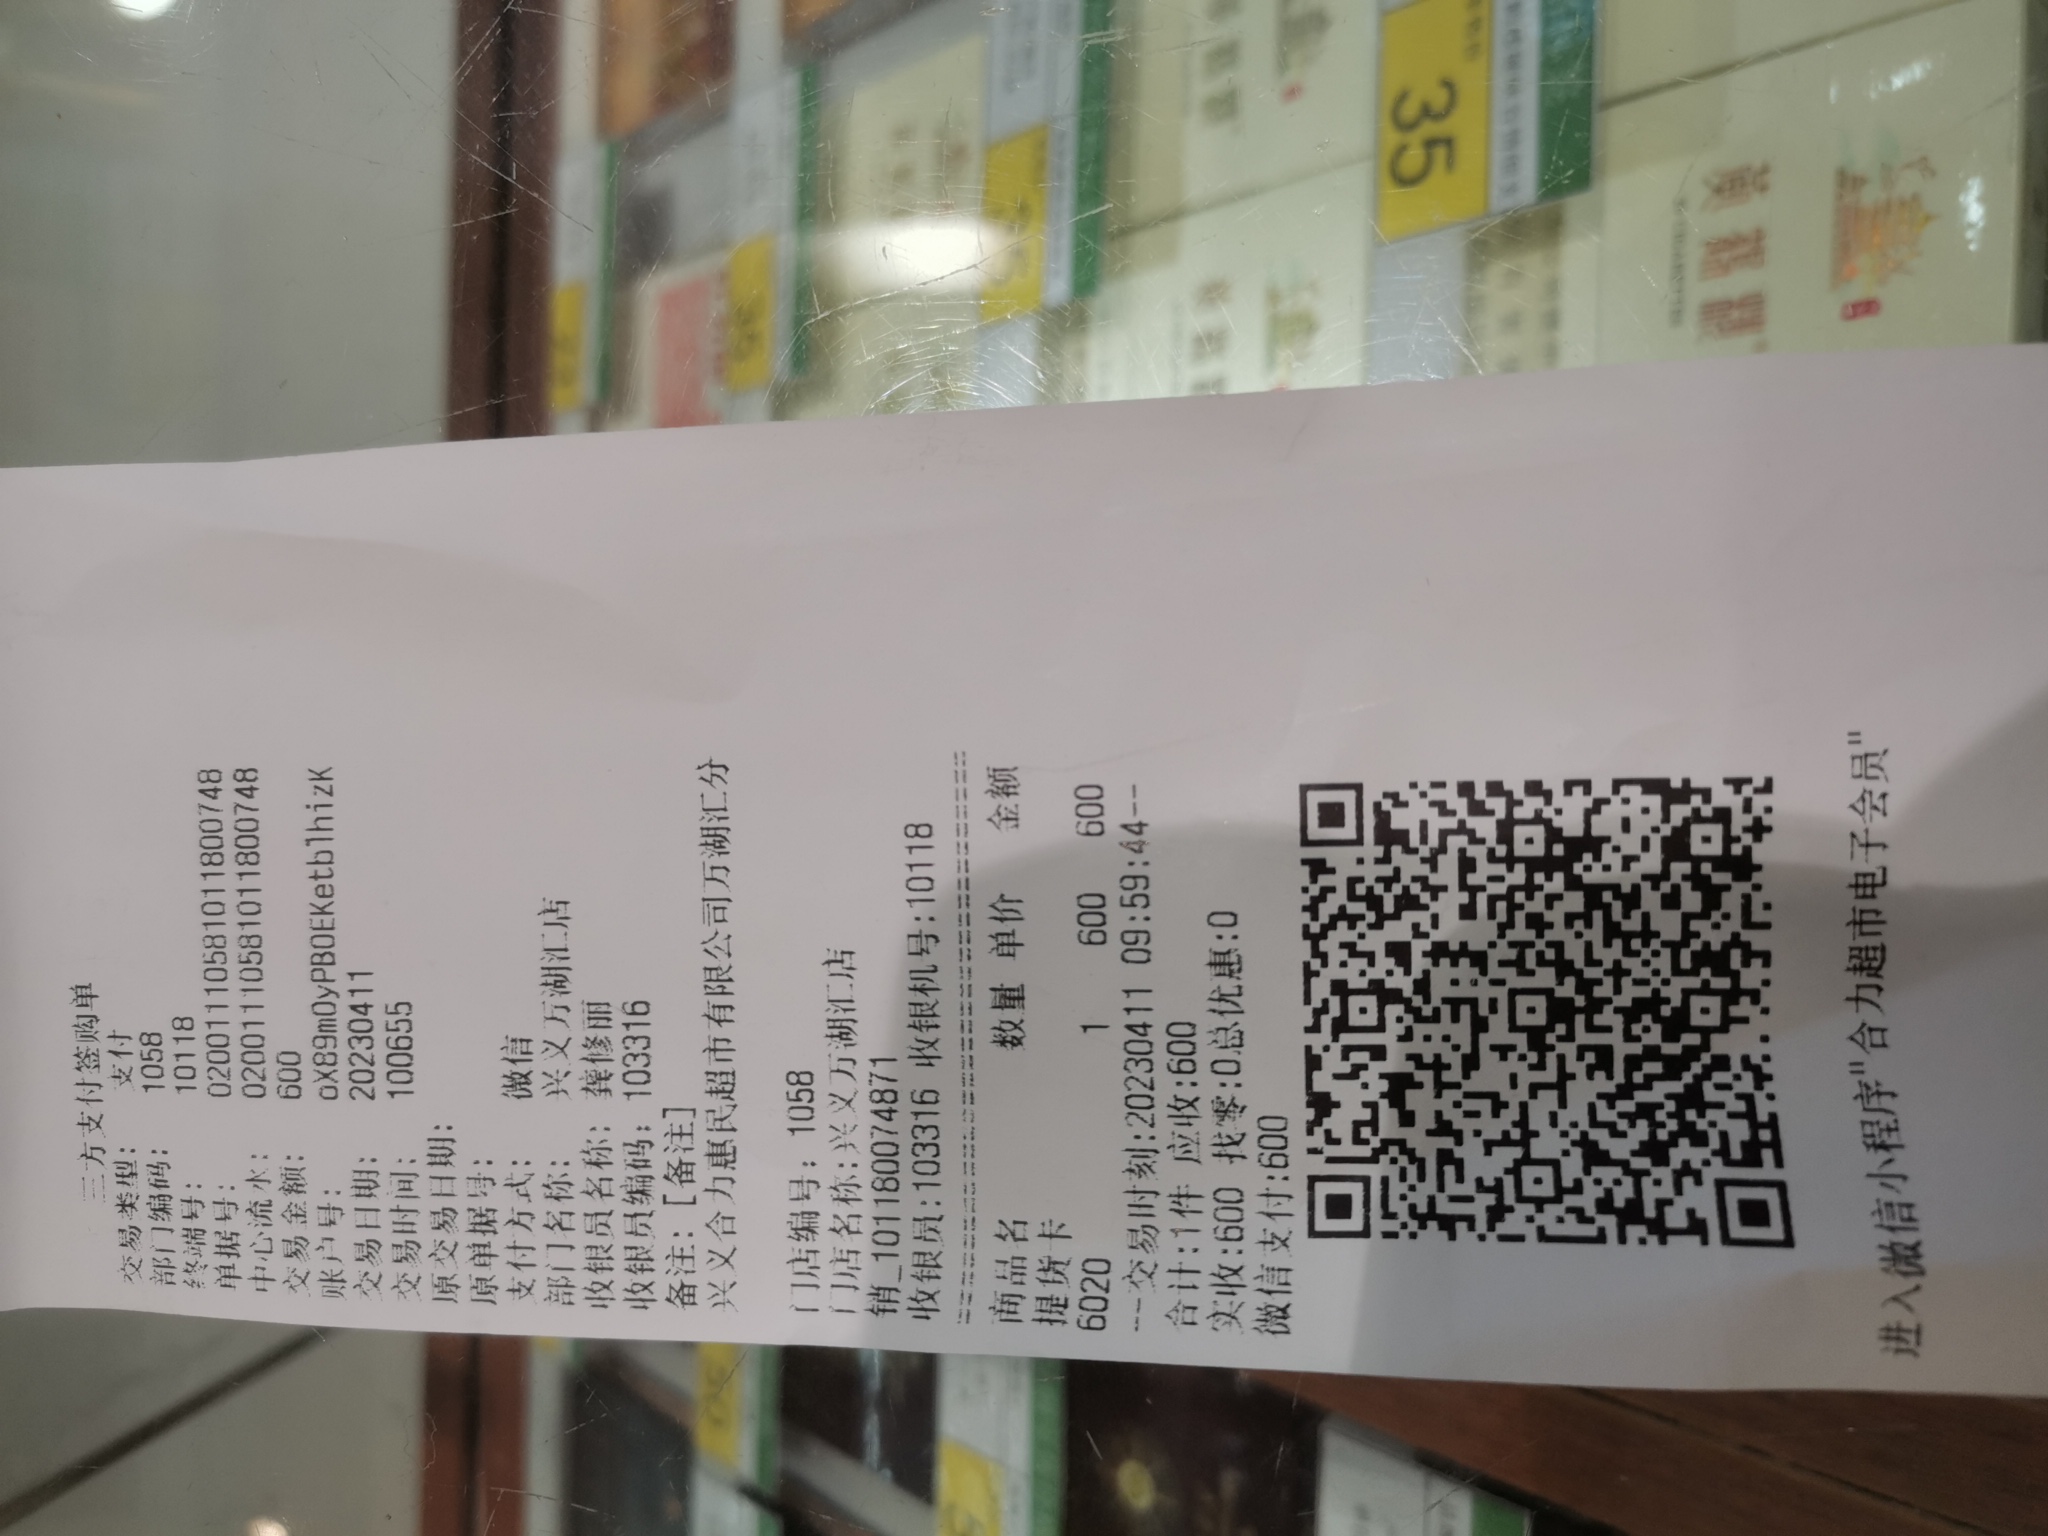 三方支付签购单
交易类型： 支付
部门编码： 1058
终端号： 10118
单据号： 0200111058101101800748
中心流水： 0200111058101101800748
交易金额： 600
账户号： oX89mOyPBOEKetblhizK
交易日期： 20230411
交易时间： 100655
原交易日期：
原单据号：
支付方式： 微信
部门名称： 兴义万湖汇店
收银员名称： 龚修丽
收银员编码： 103316
备注：[备注]
兴义合力惠民超市有限公司万湖汇分
门店编号： 1058
门店名称：兴义万湖汇店
销_101180074871
收银员:103316 收银机号:10118
商品名 数量 单价 金额
提货卡
6020 1 600 600
---交易时刻:20230411 09:59:44--
合计:1件 应收:600
实收:600 找零:0总优惠:0
微信支付:600
进入微信小程序"合力超市电子会员"
35
35
黄鹤楼